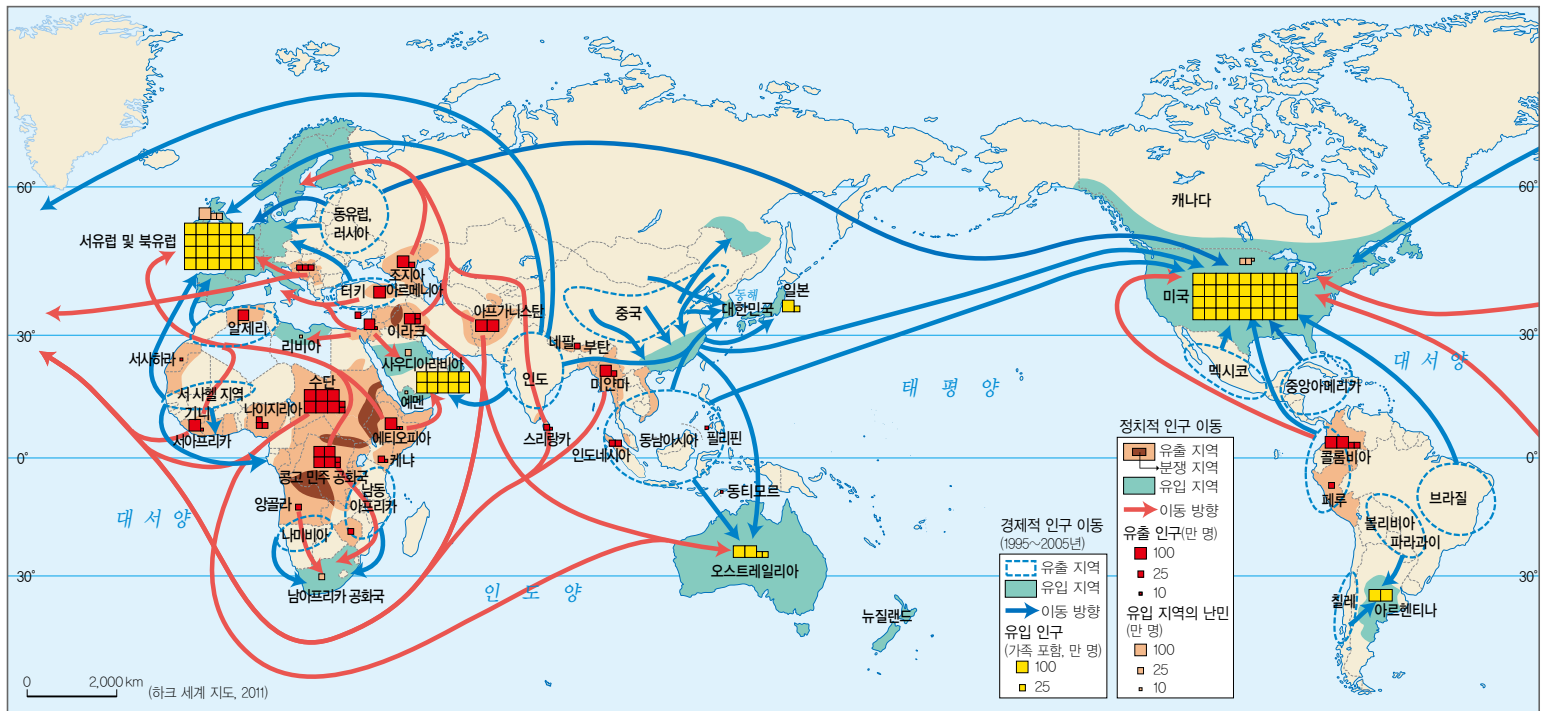 60°
30°
0°
30°
60°
30°
0°
30°
서유럽 및 북유럽
동유럽,
러시아
조지아
아르메니아
터키
알제리
리비아
이라크
아프가니스탄
서사하라
사우디아라비아
예멘
서 사헬 지역
기니
서아프리카
나이지리아
수단
에티오피아
케냐
콩고 민주 공화국
앙골라
남동
아프리카
나미비아
남아프리카 공화국
대서양
인도양
네팔
부탄
인도
미얀마
스리랑카
중국
동해
대한민국
일본
동남아시아
필리핀
인도네시아
동티모르
오스트레일리아
뉴질랜드
태평양
캐나다
미국
멕시코
중앙아메리카
대서양
콜롬비아
페루
브라질
볼리비아
파라과이
칠레
아르헨티나
경제적 인구 이동
(1995~2005년)
유출 지역
유입 지역
이동 방향
유입 인구
(가족 포함, 만 명)
100
25
정치적 인구 이동
유출 지역
분쟁 지역
유입 지역
이동 방향
유출 인구(만 명)
100
25
10
유입 지역의 난민
(만 명)
100
25
10
0 2,000km
(하크 세계 지도, 2011)